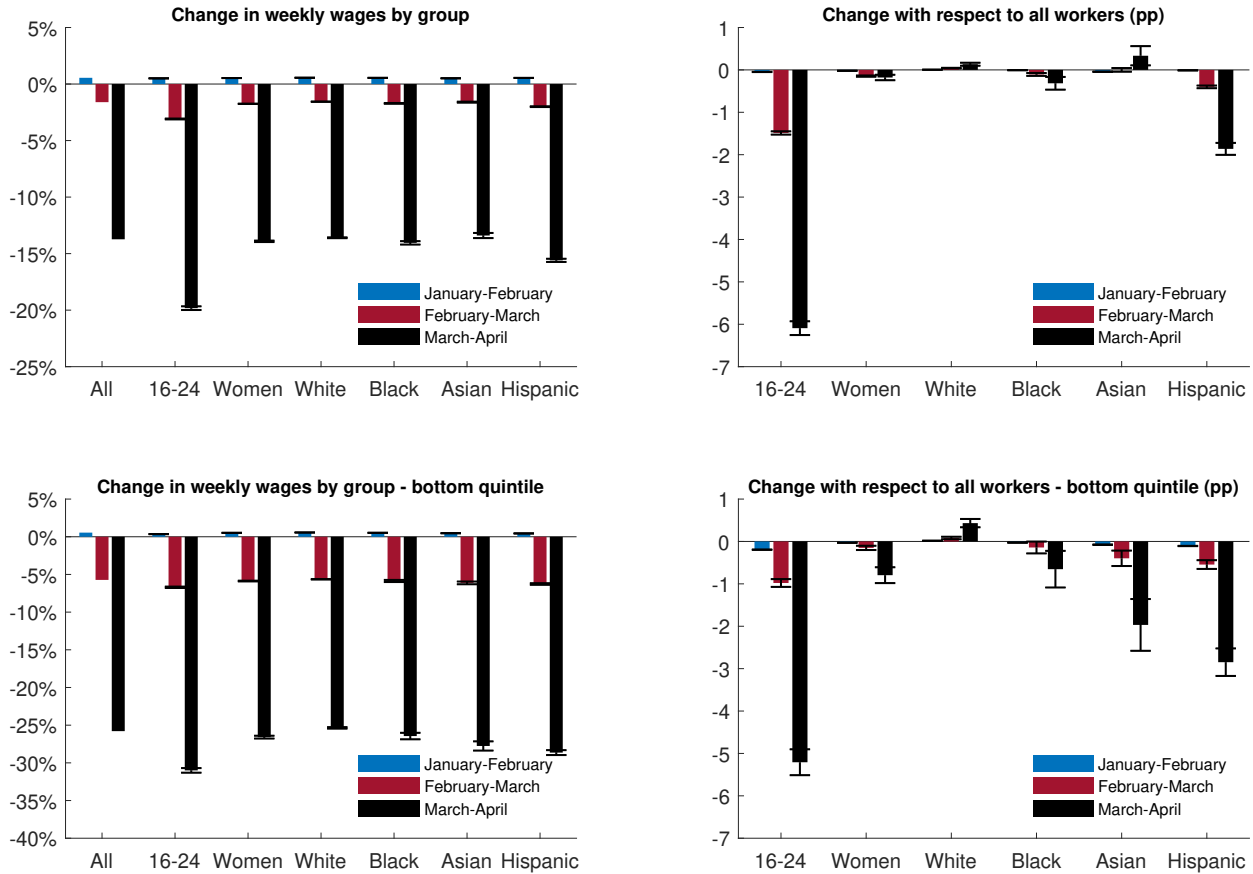 Change in weekly wages by group
5%
0%
-5%
-10%
-15%
-20%
-25%
January-February
February-March
March-April
All 16-24 Women White Black Asian Hispanic
Change with respect to all workers (pp)
1
0
-1
-2
-3
-4
-5
-6
-7
January-February
February-March
March-April
16-24 Women White Black Asian Hispanic
Change in weekly wages by group - bottom quintile
5%
0%
-5%
-10%
-15%
-20%
-25%
-30%
-35%
-40%
January-February
February-March
March-April
All 16-24 Women White Black Asian Hispanic
Change with respect to all workers - bottom quintile (pp)
1
0
-1
-2
-3
-4
-5
-6
-7
January-February
February-March
March-April
16-24 Women White Black Asian Hispanic